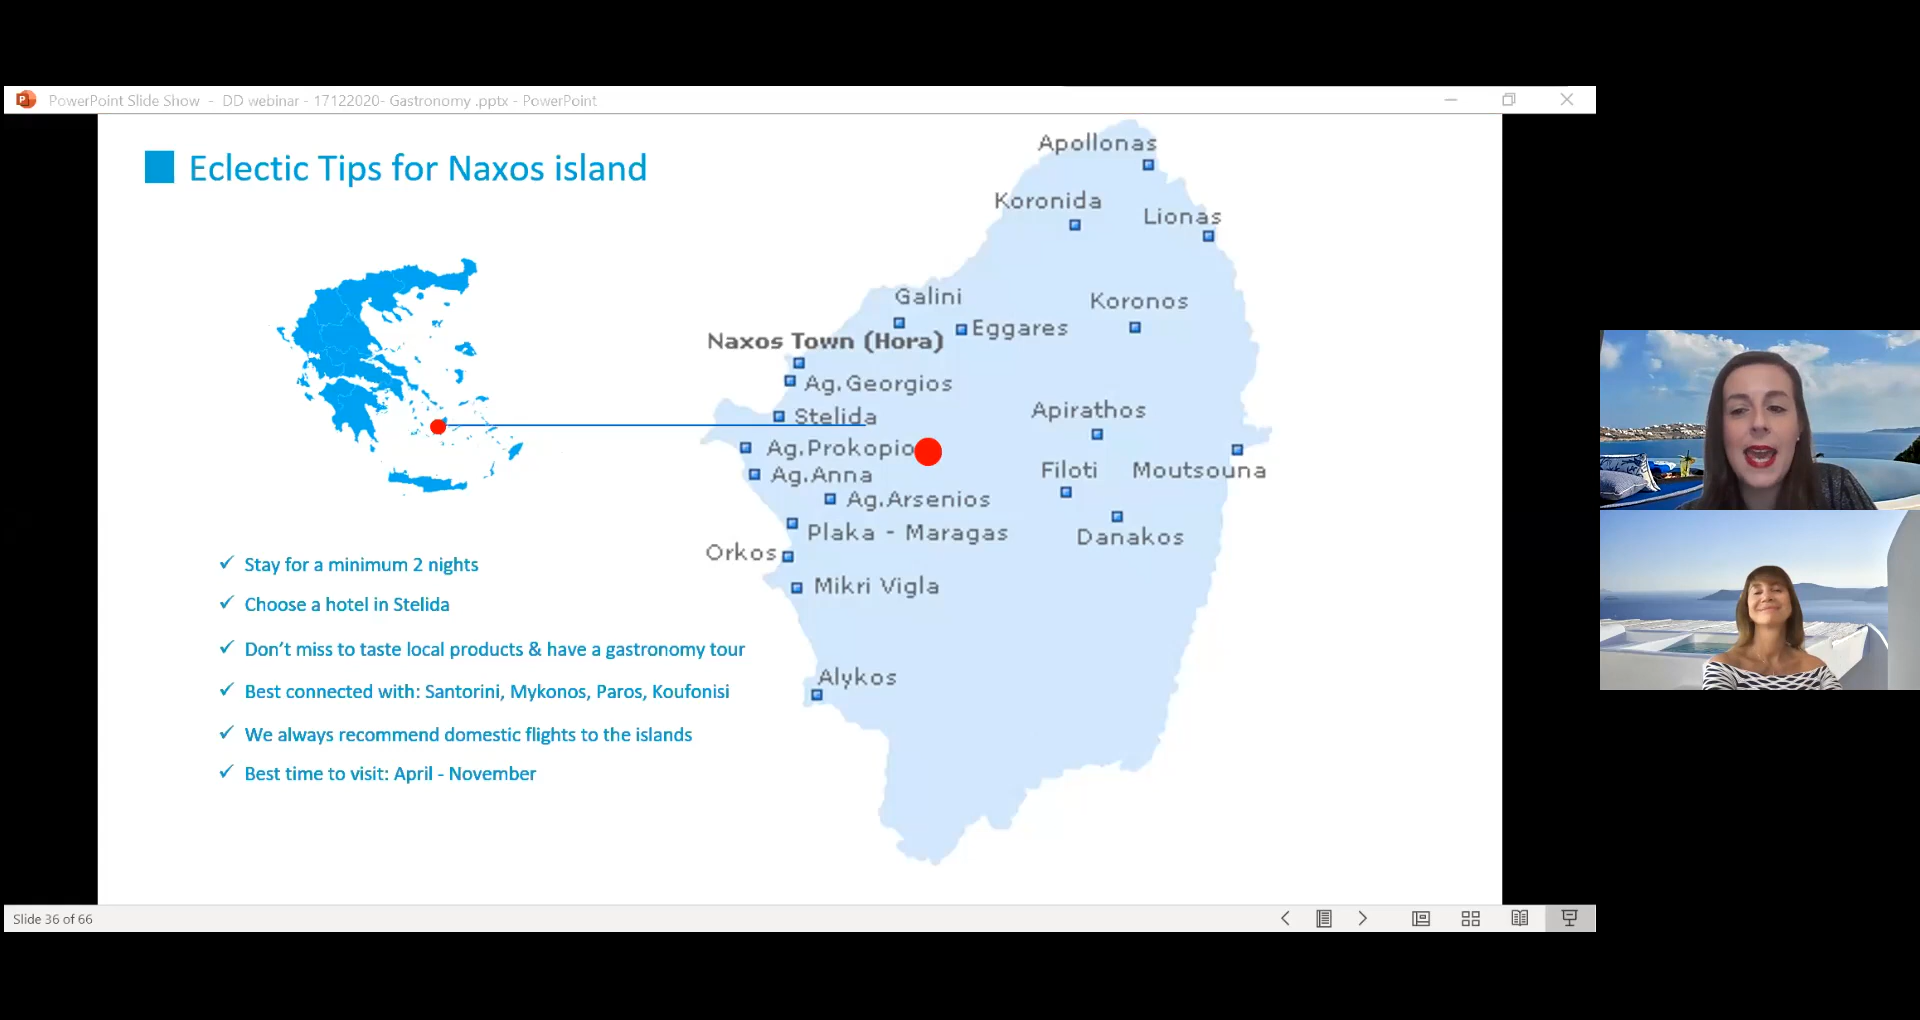 PowerPoint Slide Show - DD webinar - 17122020- Gastronomy .pptx - PowerPoint
Eclectic Tips for Naxos island
Apollonas
Koronida
Lionas
Galini
Koronos
Eggares
Naxos Town (Hora)
Ag.Georgios
Stelida
Apirathos
Ag.Prokopio
Filoti
Moutsouna
Ag.Anna
Ag.Arsenios
Plaka - Maragas
Danakos
Orkos
Mikri Vigla
Alykos
✓ Stay for a minimum 2 nights
✓ Choose a hotel in Stelida
✓ Don't miss to taste local products & have a gastronomy tour
✓ Best connected with: Santorini, Mykonos, Paros, Koufonisi
✓ We always recommend domestic flights to the islands
✓ Best time to visit: April - November
Slide 36 of 66